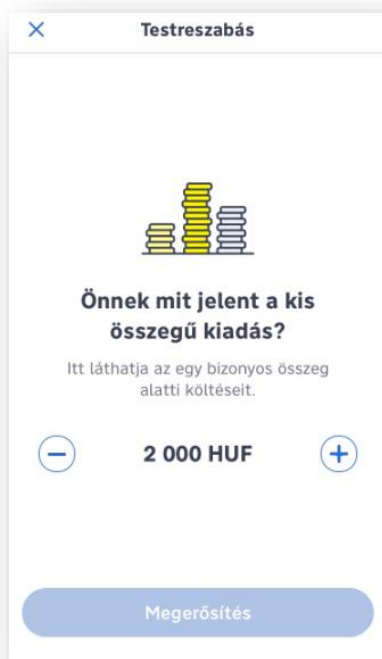 Testreszabás
Önnek mit jelent a kis
összegű kiadás?
Itt láthatja az egy bizonyos összeg
alatti költéseit.
2 000 HUF
Megerősítés